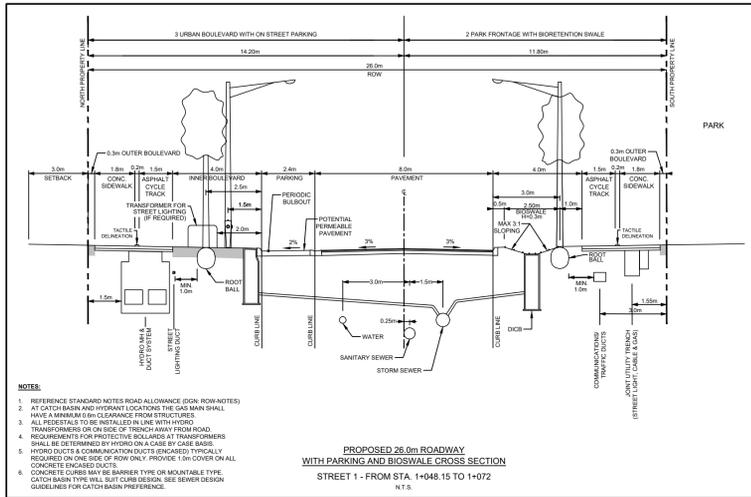 3 URBAN BOULEVARD WITH ON STREET PARKING
2 PARK FRONTAGE WITH BIORETENTION SWALE
14.20m
11.80m
26.0m
ROW
NORTH PROPERTY LINE
SOUTH PROPERTY LINE
PARK
0.3m OUTER BOULEVARD
0.3m OUTER BOULEVARD
3.0m
SETBACK
1.8m
CONC.
SIDEWALK
0.2m
1.5m
ASPHALT
CYCLE
TRACK
4.0m
INNER BOULEVARD
2.4m
PARKING
8.0m
PAVEMENT
4.0m
1.5m
ASPHALT
CYCLE
TRACK
0.2m
1.8m
CONC.
SIDEWALK
2.5m
PERIODIC
BULBOUT
3.0m
0.5m
2.50m
BIOSWALE
H=0.3m
1.0m
TRANSFORMER FOR
STREET LIGHTING
(IF REQUIRED)
1.5m
2.0m
POTENTIAL
PERMEABLE
PAVEMENT
MAX 3:1
SLOPING
TACTILE
DELINEATION
TACTILE
DELINEATION
2%
3%
3%
ROOT
BALL
ROOT
BALL
MIN.
1.0m
MIN.
1.0m
1.5m
3.0m
1.5m
1.55m
3.0m
0.25m
WATER
SANITARY SEWER
STORM SEWER
DICB
HYDRO MH &
DUCT SYSTEM
STREET
LIGHTING DUCT
CURB LINE
CURB LINE
CURB LINE
COMMUNICATIONS/
TRAFFIC DUCTS
JOINT UTILITY TRENCH
(STREET LIGHT, CABLE & GAS)
NOTES:
1. REFERENCE STANDARD NOTES ROAD ALLOWANCE (DGN: ROW-NOTES)
2. AT CATCH BASIN AND HYDRANT LOCATIONS THE GAS MAIN SHALL
HAVE A MINIMUM 0.6m CLEARANCE FROM STRUCTURES.
3. ALL PEDESTALS TO BE INSTALLED IN LINE WITH HYDRO
TRANSFORMERS OR ON SIDE OF TRENCH AWAY FROM ROAD.
4. REQUIREMENTS FOR PROTECTIVE BOLLARDS AT TRANSFORMERS
SHALL BE DETERMINED BY HYDRO ON A CASE BY CASE BASIS.
5. HYDRO DUCTS & COMMUNICATION DUCTS (ENCASED) TYPICALLY
REQUIRED ON ONE SIDE OF ROW ONLY. PROVIDE 1.0m COVER ON ALL
CONCRETE ENCASED DUCTS.
6. CONCRETE CURBS MAY BE BARRIER TYPE OR MOUNTABLE TYPE.
CATCH BASIN TYPE WILL SUIT CURB DESIGN. SEE SEWER DESIGN
GUIDELINES FOR CATCH BASIN PREFERENCE.
PROPOSED 26.0m ROADWAY
WITH PARKING AND BIOSWALE CROSS SECTION
STREET 1 - FROM STA. 1+048.15 TO 1+072
N.T.S.